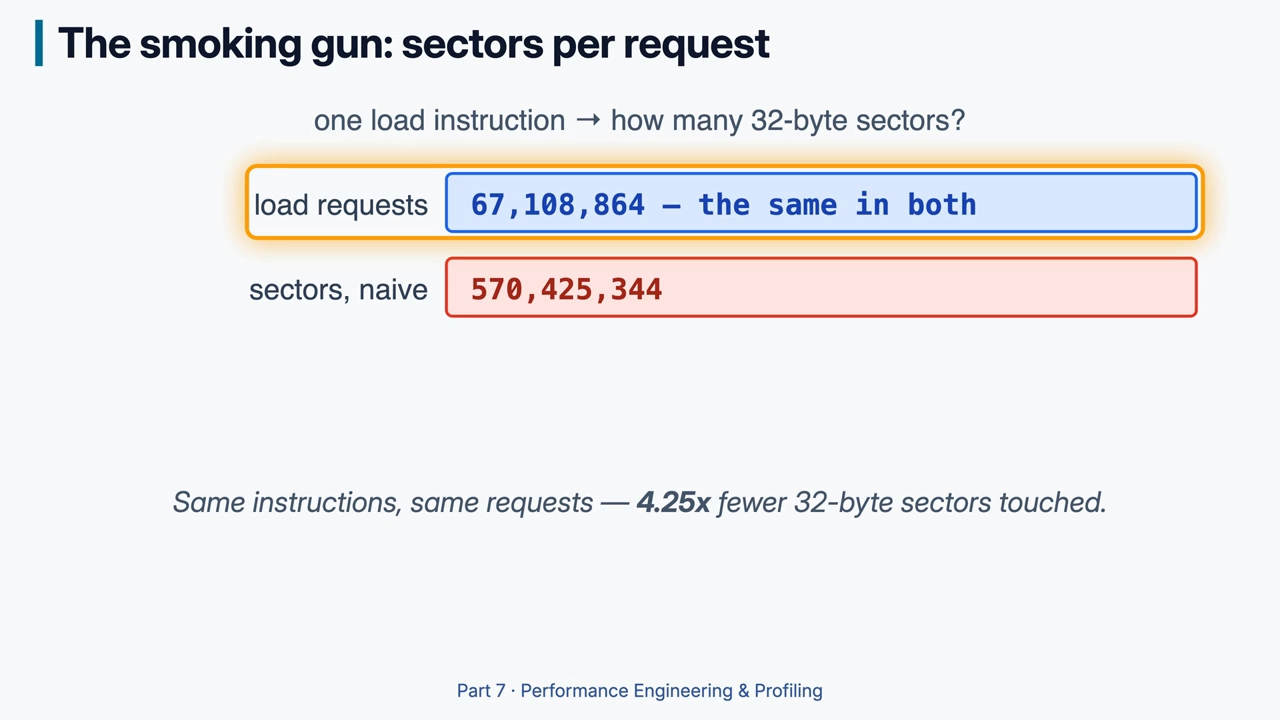 The smoking gun: sectors per request
one load instruction → how many 32-byte sectors?
load requests 67,108,864 — the same in both
sectors, naive 570,425,344
Same instructions, same requests — 4.25x fewer 32-byte sectors touched.
Part 7 · Performance Engineering & Profiling